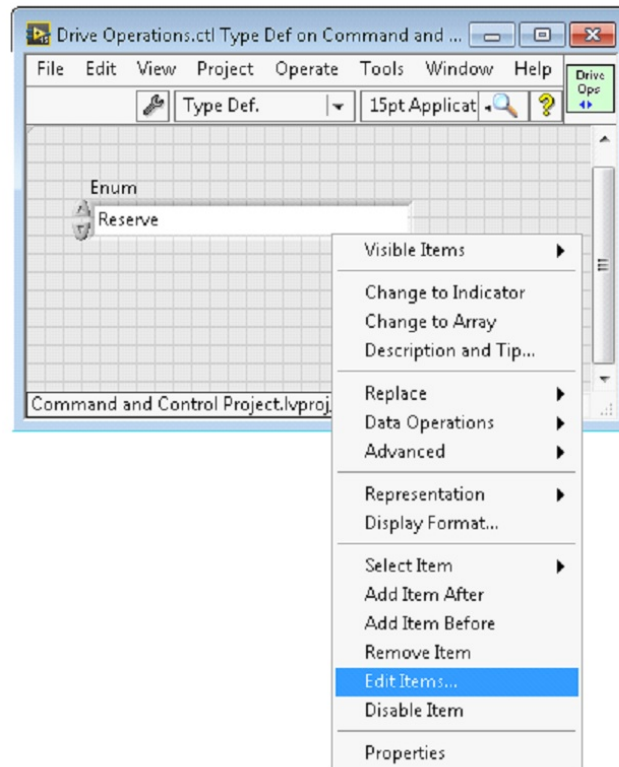 Drive Operations.ctl Type Def on Command and ...
File Edit View Project Operate Tools Window Help
Drive
Ops
Type Def.
15pt Applicat
?
Enum
Reserve
Visible Items
Change to Indicator
Change to Array
Description and Tip...
Replace
Data Operations
Advanced
Representation
Display Format...
Select Item
Add Item After
Add Item Before
Remove Item
Edit Items...
Disable Item
Properties
Command and Control Project.lvproj